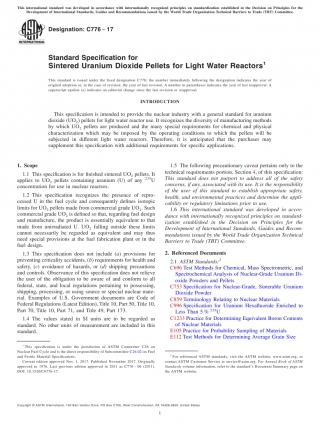 This international standard was developed in accordance with internationally recognized principles on standardization established in the Decision on Principles for the
Development of International Standards, Guides and Recommendations issued by the World Trade Organization Technical Barriers to Trade (TBT) Committee.
Designation: C776 − 17
Standard Specification for
Sintered Uranium Dioxide Pellets for Light Water Reactors1
This standard is issued under the fixed designation C776; the number immediately following the designation indicates the year of
original adoption or, in the case of revision, the year of last revision. A number in parentheses indicates the year of last reapproval. A
superscript epsilon (ε) indicates an editorial change since the last revision or reapproval.
INTRODUCTION
This specification is intended to provide the nuclear industry with a general standard for uranium
dioxide (UO2) pellets for light water reactor use. It recognizes the diversity of manufacturing methods
by which UO2 pellets are produced and the many special requirements for chemical and physical
characterization which may be imposed by the operating conditions to which the pellets will be
subjected in different light water reactors. Therefore, it is anticipated that the purchaser may
supplement this specification with additional requirements for specific applications.
1. Scope
1.1 This specification is for finished sintered UO2 pellets. It
applies to UO2 pellets containing uranium (U) of any 235U
concentration for use in nuclear reactors.
1.2 This specification recognizes the presence of repro-
cessed U in the fuel cycle and consequently defines isotopic
limits for UO2 pellets made from commercial grade UO2. Such
commercial grade UO2 is defined so that, regarding fuel design
and manufacture, the product is essentially equivalent to that
made from unirradiated U. UO2 falling outside these limits
cannot necessarily be regarded as equivalent and may thus
need special provisions at the fuel fabrication plant or in the
fuel design.
1.3 This specification does not include (a) provisions for
preventing criticality accidents, (b) requirements for health and
safety, (c) avoidance of hazards, or (d) shipping precautions
and controls. Observance of this specification does not relieve
the user of the obligation to be aware of and conform to all
federal, state, and local regulations pertaining to possessing,
shipping, processing, or using source or special nuclear mate-
rial. Examples of U.S. Government documents are Code of
Federal Regulations (Latest Edition), Title 10, Part 50, Title 10,
Part 70, Title 10, Part 71, and Title 49, Part 173.
1.4 The values stated in SI units are to be regarded as
standard. No other units of measurement are included in this
standard.
1.5 The following precautionary caveat pertains only to the
technical requirements portion, Section 4, of this specification:
This standard does not purport to address all of the safety
concerns, if any, associated with its use. It is the responsibility
of the user of this standard to establish appropriate safety,
health, and environmental practices and determine the appli-
cability or regulatory limitations prior to use.
1.6 This international standard was developed in accor-
dance with internationally recognized principles on standard-
ization established in the Decision on Principles for the
Development of International Standards, Guides and Recom-
mendations issued by the World Trade Organization Technical
Barriers to Trade (TBT) Committee.
2. Referenced Documents
2.1 ASTM Standards:2
C696 Test Methods for Chemical, Mass Spectrometric, and
Spectrochemical Analysis of Nuclear-Grade Uranium Di-
oxide Powders and Pellets
C753 Specification for Nuclear-Grade, Sinterable Uranium
Dioxide Powder
C859 Terminology Relating to Nuclear Materials
C996 Specification for Uranium Hexafluoride Enriched to
Less Than 5 % 235U
C1233 Practice for Determining Equivalent Boron Contents
of Nuclear Materials
E105 Practice for Probability Sampling of Materials
E112 Test Methods for Determining Average Grain Size
1 This specification is under the jurisdiction of ASTM Committee C26 on
Nuclear Fuel Cycle and is the direct responsibility of Subcommittee C26.02 on Fuel
and Fertile Material Specifications.
Current edition approved Nov. 1, 2017. Published November 2017. Originally
approved in 1976. Last previous edition approved in 2011 as C776 – 06 (2011).
DOI: 10.1520/C0776-17.
2 For referenced ASTM standards, visit the ASTM website, www.astm.org, or
contact ASTM Customer Service at service@astm.org. For Annual Book of ASTM
Standards volume information, refer to the standard's Document Summary page on
the ASTM website.
Copyright © ASTM International, 100 Barr Harbor Drive, PO Box C700, West Conshohocken, PA 19428-2959. United States
1